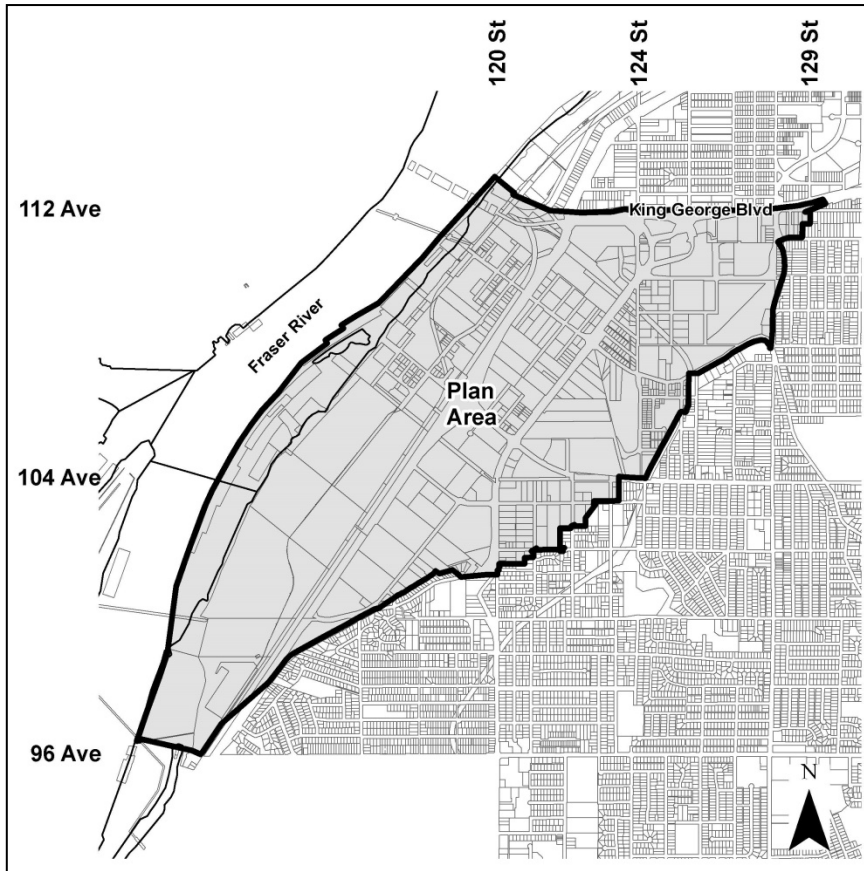 120 St
124 St
129 St
112 Ave
King George Blvd
Fraser River
Plan
Area
104 Ave
96 Ave
N